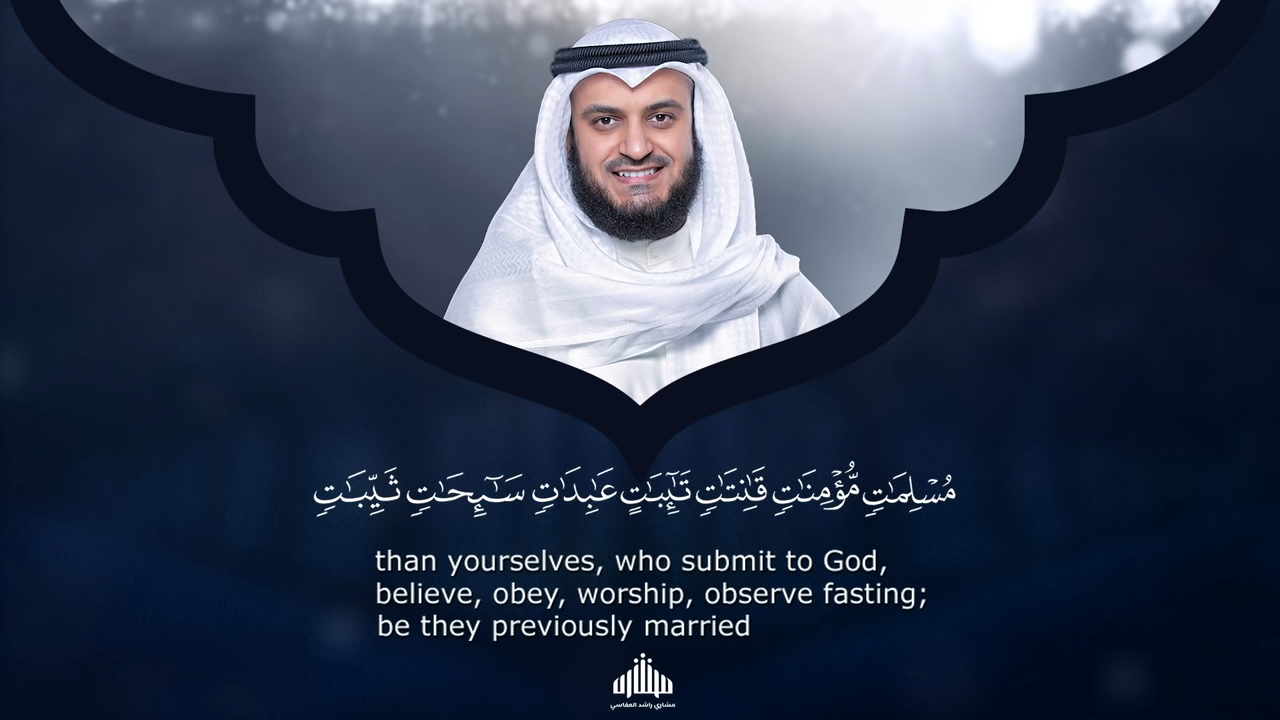 مُسْلِمَٰتٍ مُّؤْمِنَٰتٍ قَٰنِتَٰتٍ تَٰٓئِبَٰتٍ عَٰبِدَٰتٍ سَٰٓئِحَٰتٍ ثَيِّبَٰتٍ
than yourselves, who submit to God,
believe, obey, worship, observe fasting;
be they previously married
مشاري راشد العفاسي